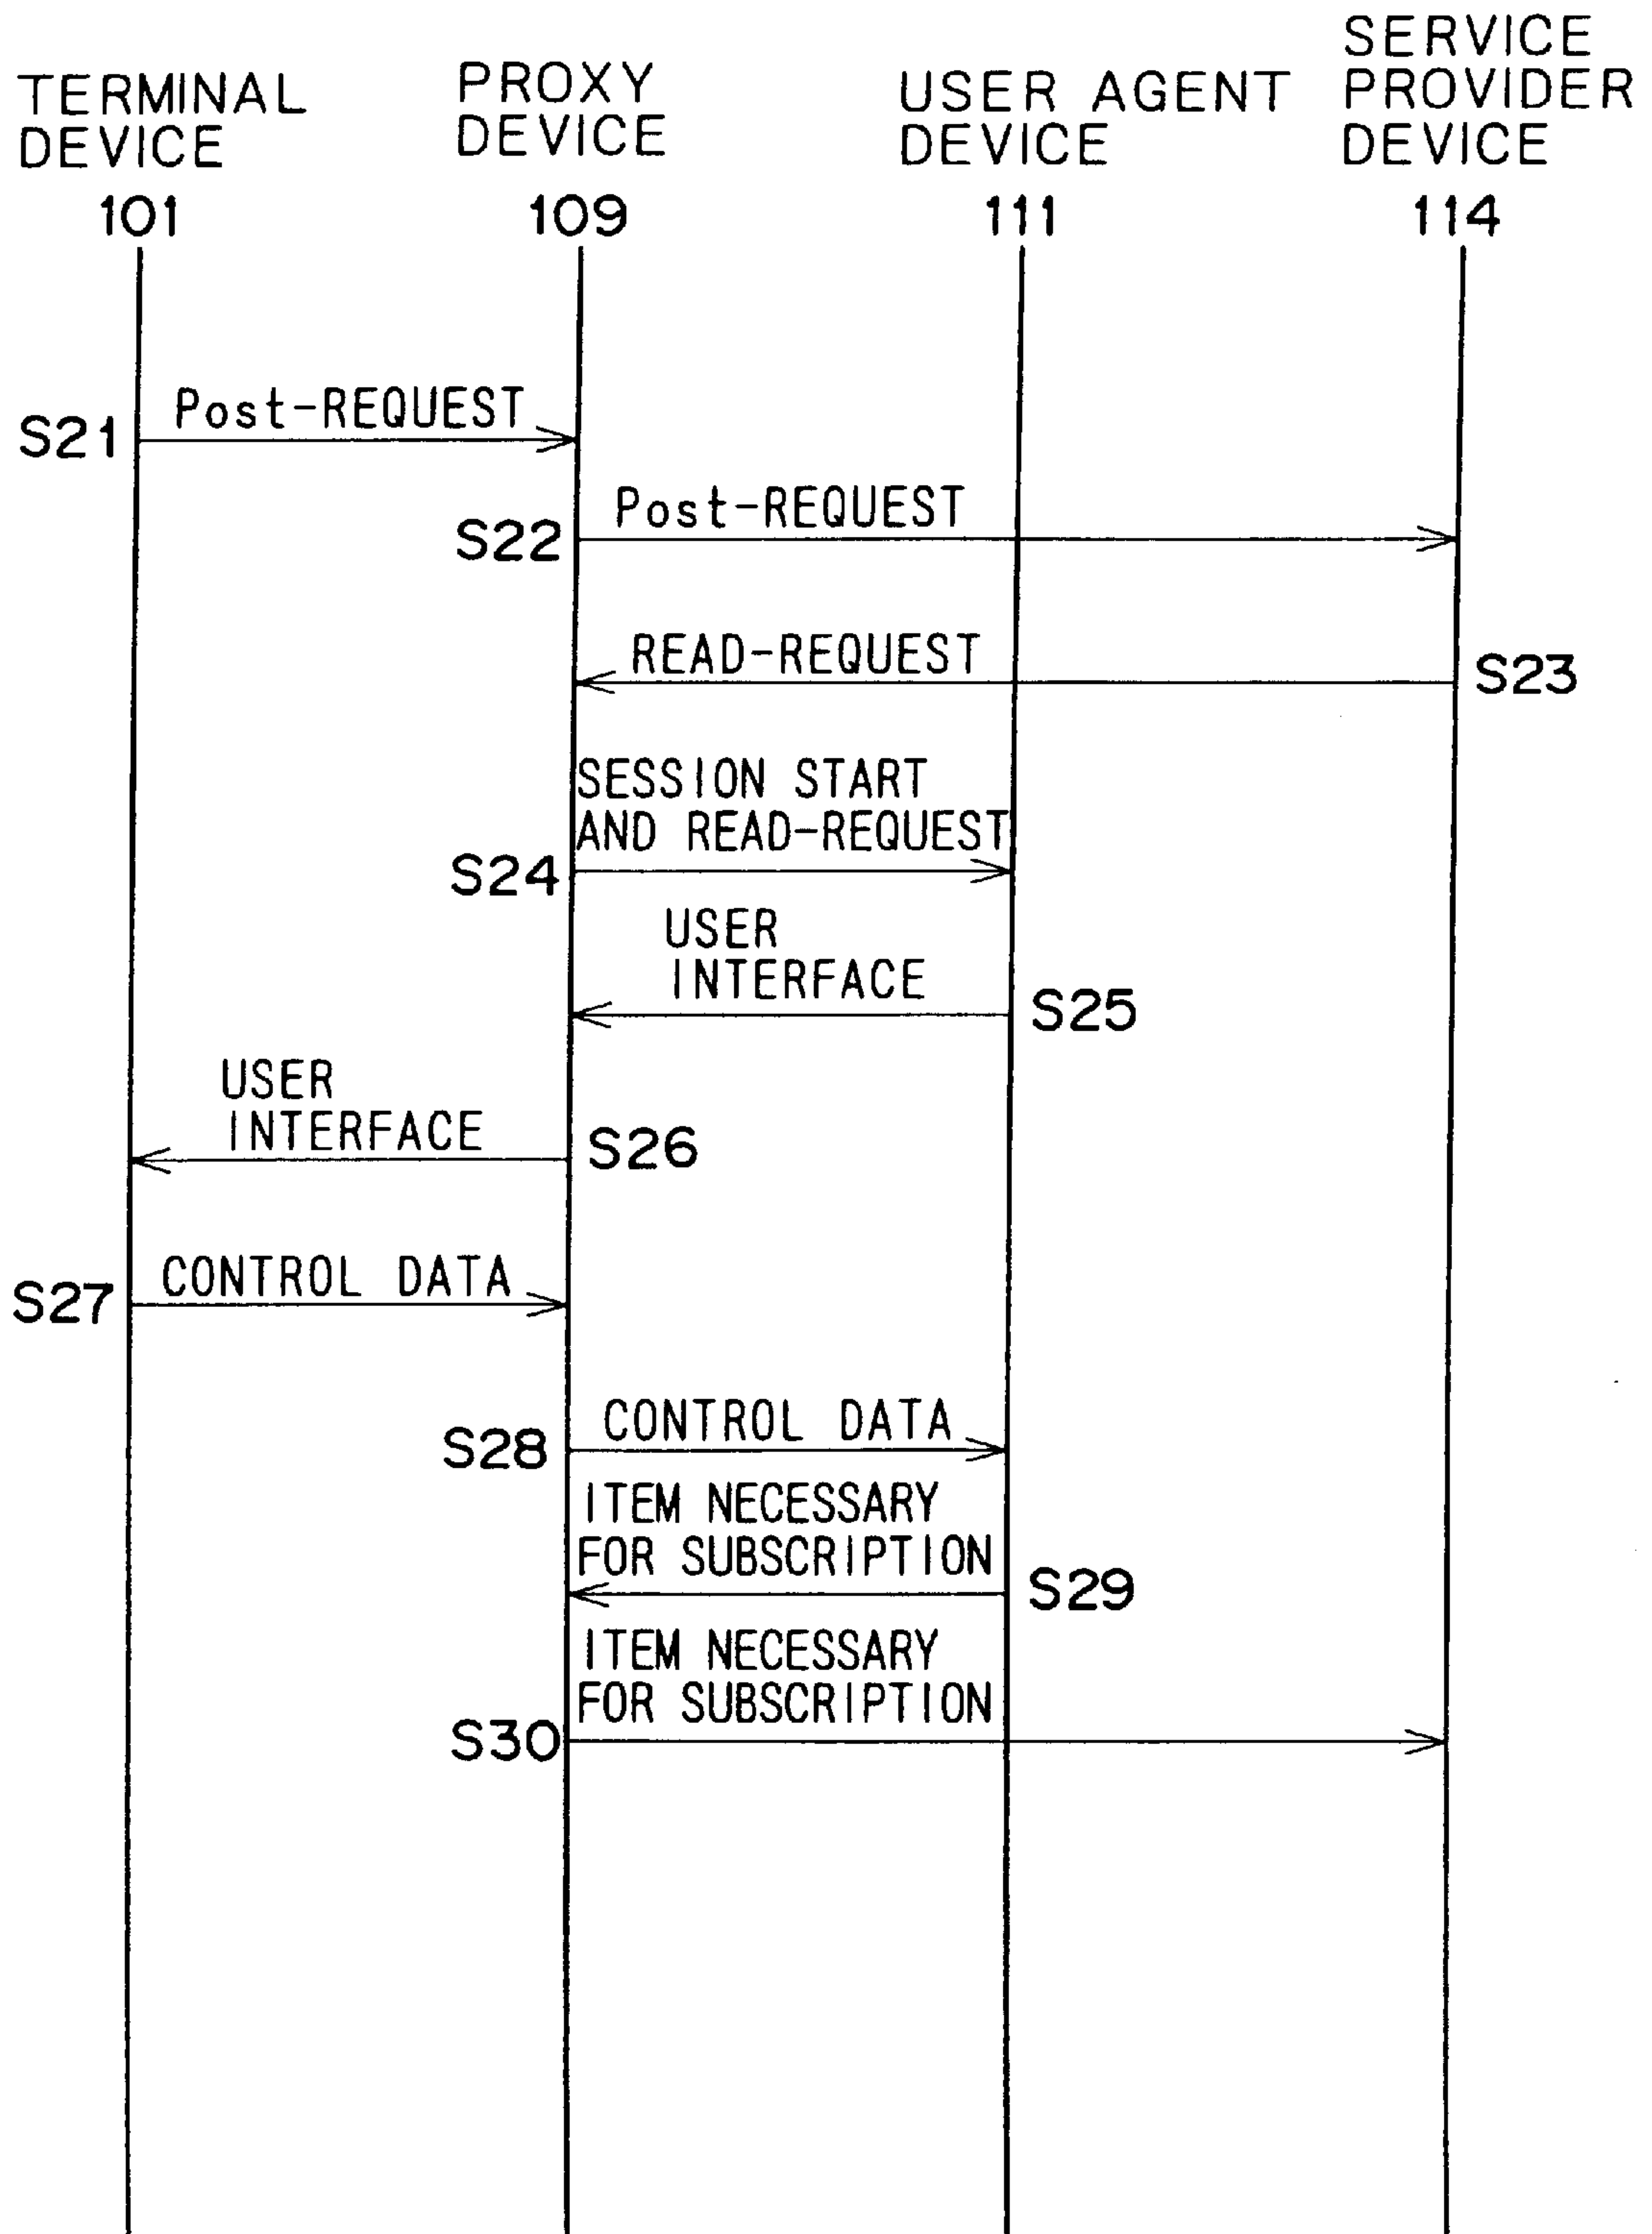 TERMINAL
DEVICE
101
PROXY
DEVICE
109
USER AGENT
DEVICE
111
SERVICE
PROVIDER
DEVICE
114
S21
Post-REQUEST
S22
Post-REQUEST
READ-REQUEST
S23
SESSION START
AND READ-REQUEST
S24
USER
INTERFACE
S25
USER
INTERFACE
S26
S27
CONTROL DATA
S28
CONTROL DATA
ITEM NECESSARY
FOR SUBSCRIPTION
S29
ITEM NECESSARY
FOR SUBSCRIPTION
S30